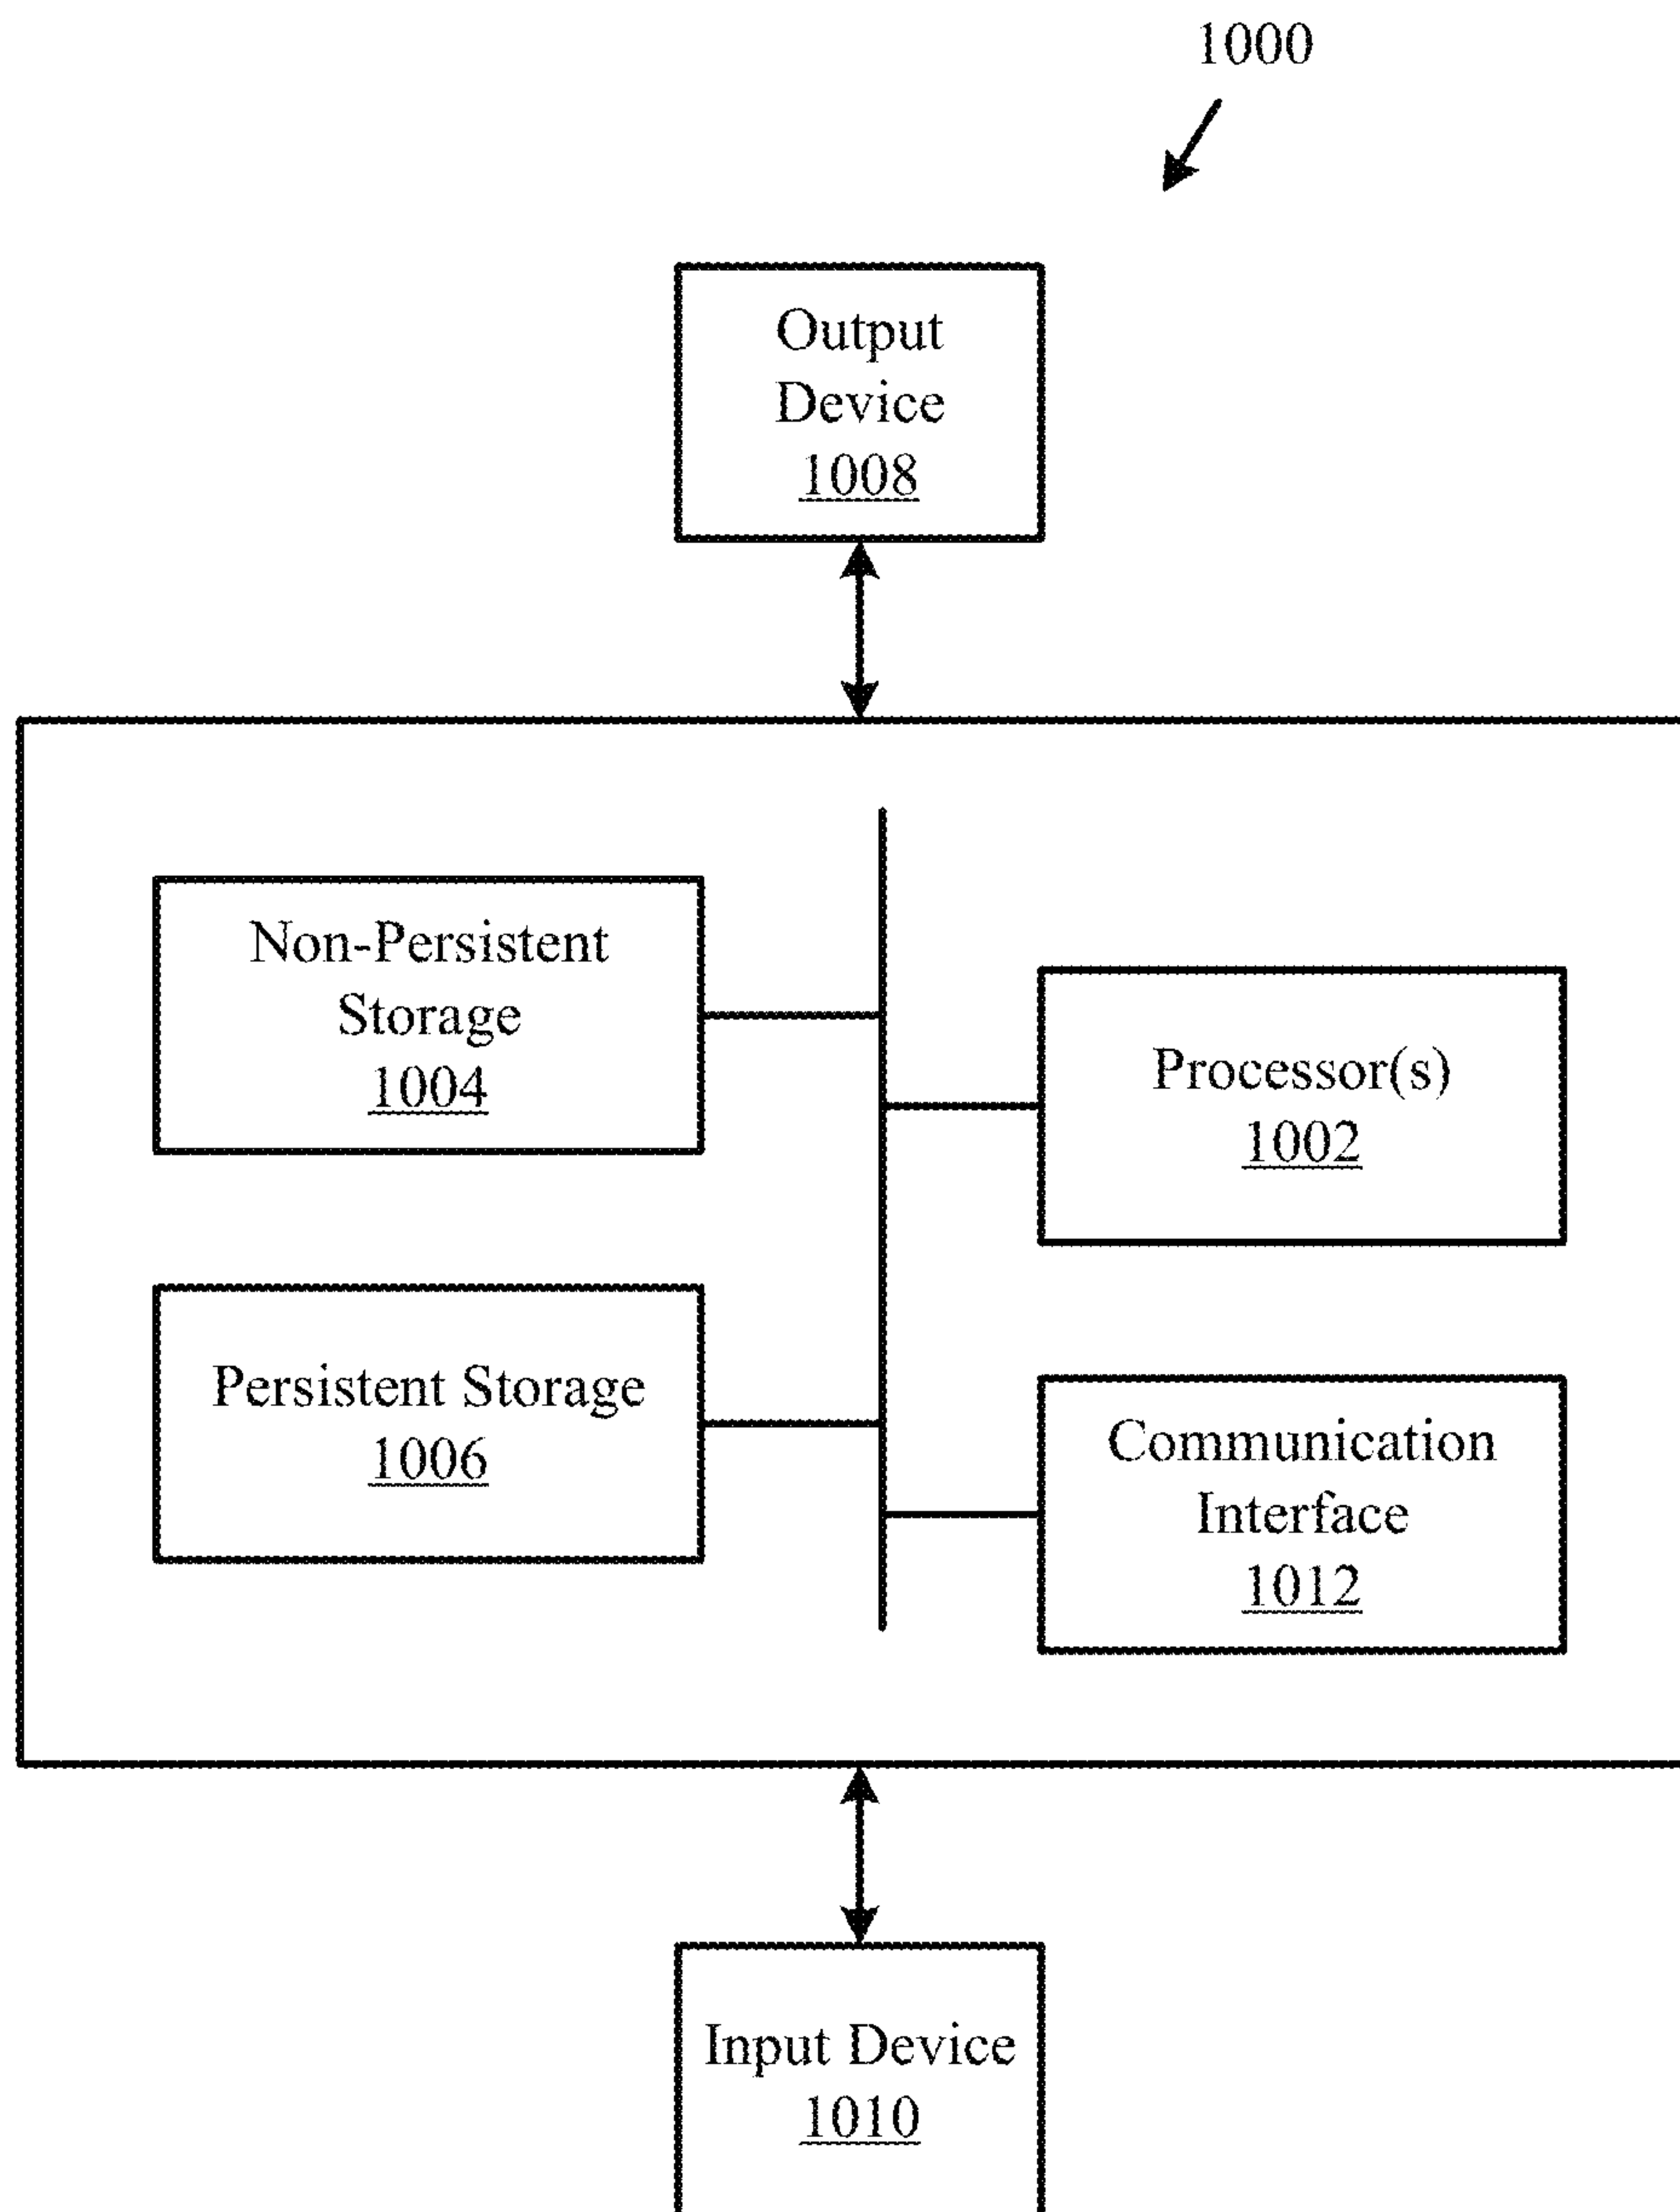 1000
Output
Device
1008
Non-Persistent
Storage
1004
Processor(s)
1002
Persistent Storage
1006
Communication
Interface
1012
Input Device
1010